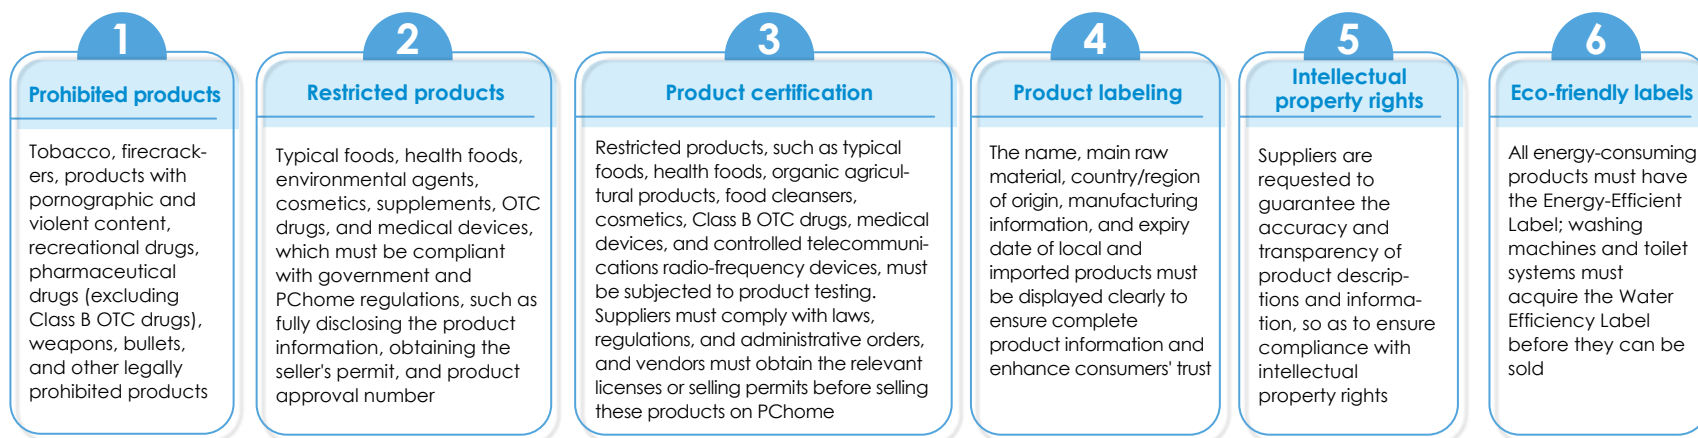 1
Prohibited products
Tobacco, firecrack-
ers, products with
pornographic and
violent content,
recreational drugs,
pharmaceutical
drugs (excluding
Class B OTC drugs),
weapons, bullets,
and other legally
prohibited products
2
Restricted products
Typical foods, health foods,
environmental agents,
cosmetics, supplements, OTC
drugs, and medical devices,
which must be compliant
with government and
PChome regulations, such as
fully disclosing the product
information, obtaining the
seller's permit, and product
approval number
3
Product certification
Restricted products, such as typical
foods, health foods, organic agricul-
tural products, food cleansers,
cosmetics, Class B OTC drugs, medical
devices, and controlled telecommuni-
cations radio-frequency devices, must
be subjected to product testing.
Suppliers must comply with laws,
regulations, and administrative orders,
and vendors must obtain the relevant
licenses or selling permits before selling
these products on PChome
4
Product labeling
The name, main raw
material, country/region
of origin, manufacturing
information, and expiry
date of local and
imported products must
be displayed clearly to
ensure complete
product information and
enhance consumers' trust
5
Intellectual
property rights
Suppliers are
requested to
guarantee the
accuracy and
transparency of
product descrip-
tions and informa-
tion, so as to ensure
compliance with
intellectual
property rights
6
Eco-friendly labels
All energy-consuming
products must have
the Energy-Efficient
Label; washing
machines and toilet
systems must
acquire the Water
Efficiency Label
before they can be
sold